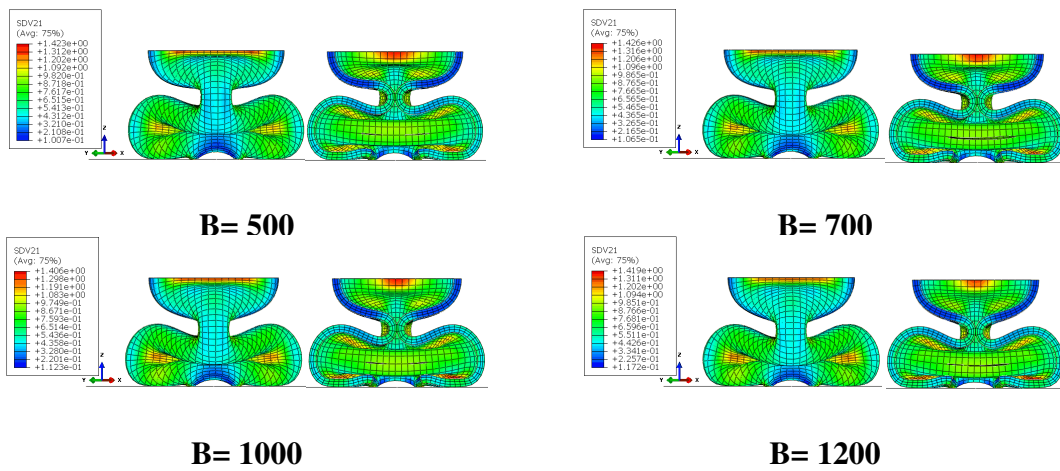 SDV21
(Avg: 75%)
+1.423e+00
+1.312e+00
+1.202e+00
+1.092e+00
+9.820e-01
+8.718e-01
+7.617e-01
+6.515e-01
+5.413e-01
+4.312e-01
+3.210e-01
+2.108e-01
+1.007e-01
Z
Y
X
B= 500
SDV21
(Avg: 75%)
+1.426e+00
+1.316e+00
+1.206e+00
+1.096e+00
+9.865e-01
+8.765e-01
+7.665e-01
+6.565e-01
+5.465e-01
+4.365e-01
+3.265e-01
+2.165e-01
+1.065e-01
Z
Y
X
B= 700
SDV21
(Avg: 75%)
+1.406e+00
+1.298e+00
+1.191e+00
+1.083e+00
+9.749e-01
+8.671e-01
+7.593e-01
+6.514e-01
+5.436e-01
+4.358e-01
+3.280e-01
+2.201e-01
+1.123e-01
Z
Y
X
B= 1000
SDV21
(Avg: 75%)
+1.419e+00
+1.311e+00
+1.202e+00
+1.094e+00
+9.851e-01
+8.766e-01
+7.681e-01
+6.596e-01
+5.511e-01
+4.426e-01
+3.341e-01
+2.257e-01
+1.172e-01
Z
Y
X
B= 1200